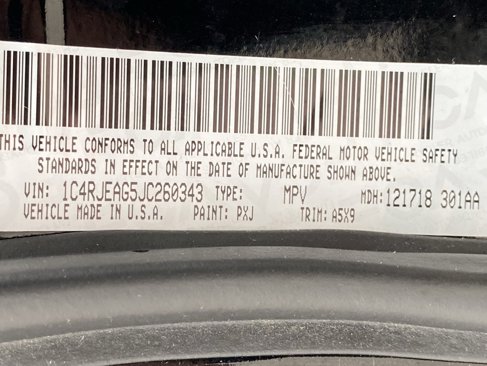 THIS VEHICLE CONFORMS TO ALL APPLICABLE U.S.A. FEDERAL MOTOR VEHICLE SAFETY
STANDARDS IN EFFECT ON THE DATE OF MANUFACTURE SHOWN ABOVE.
VIN: 1C4RJEAG5JC260343 TYPE: MPV MDH:121718 301AA
VEHICLE MADE IN U.S.A. PAINT: PXJ TRIM: A5X9